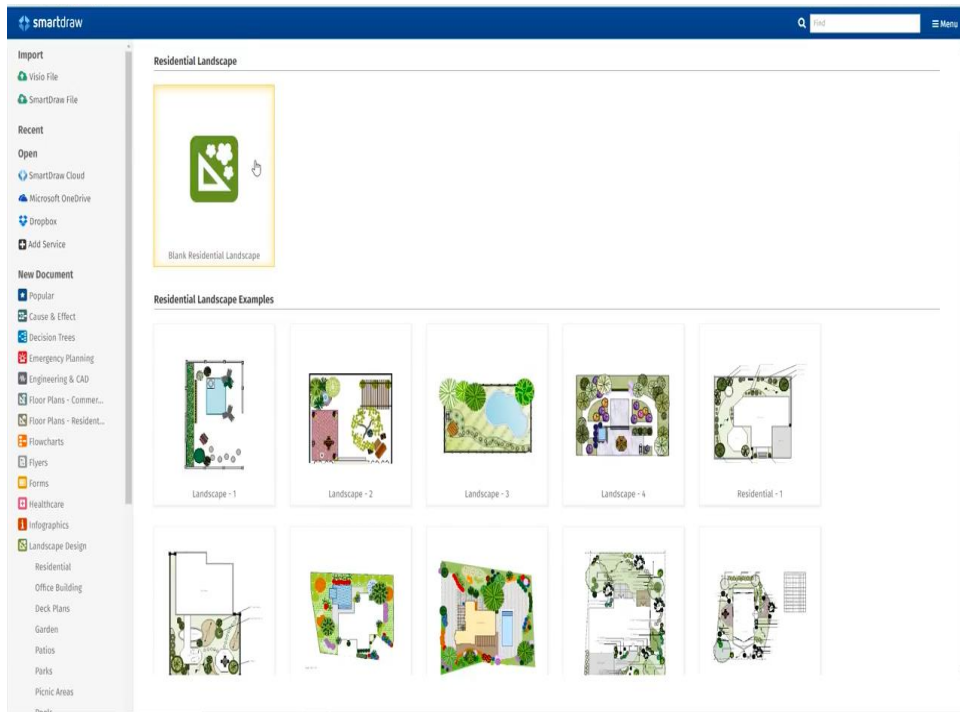 smartdraw
Find
Menu
Import
Visio File
SmartDraw File
Recent
Open
SmartDraw Cloud
Microsoft OneDrive
Dropbox
Add Service
New Document
Popular
Cause & Effect
Decision Trees
Emergency Planning
Engineering & CAD
Floor Plans - Commer...
Floor Plans - Resident...
Flowcharts
Flyers
Forms
Healthcare
Infographics
Landscape Design
Residential
Office Building
Deck Plans
Garden
Patios
Parks
Picnic Areas
Residential Landscape
Blank Residential Landscape
Residential Landscape Examples
Landscape - 1
Landscape - 2
Landscape - 3
Landscape - 4
Residential - 1